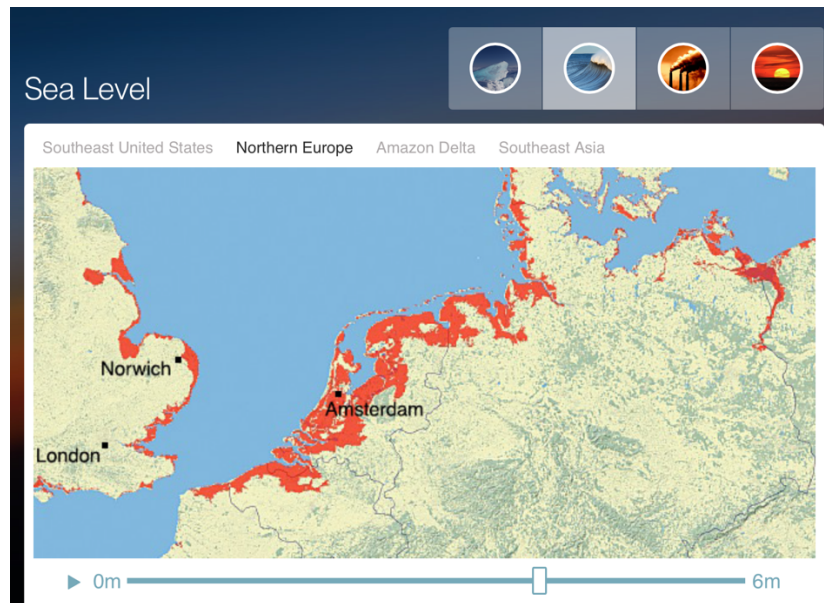 Sea Level
Southeast United States Northern Europe Amazon Delta Southeast Asia
Norwich
Amsterdam
London
0m 6m